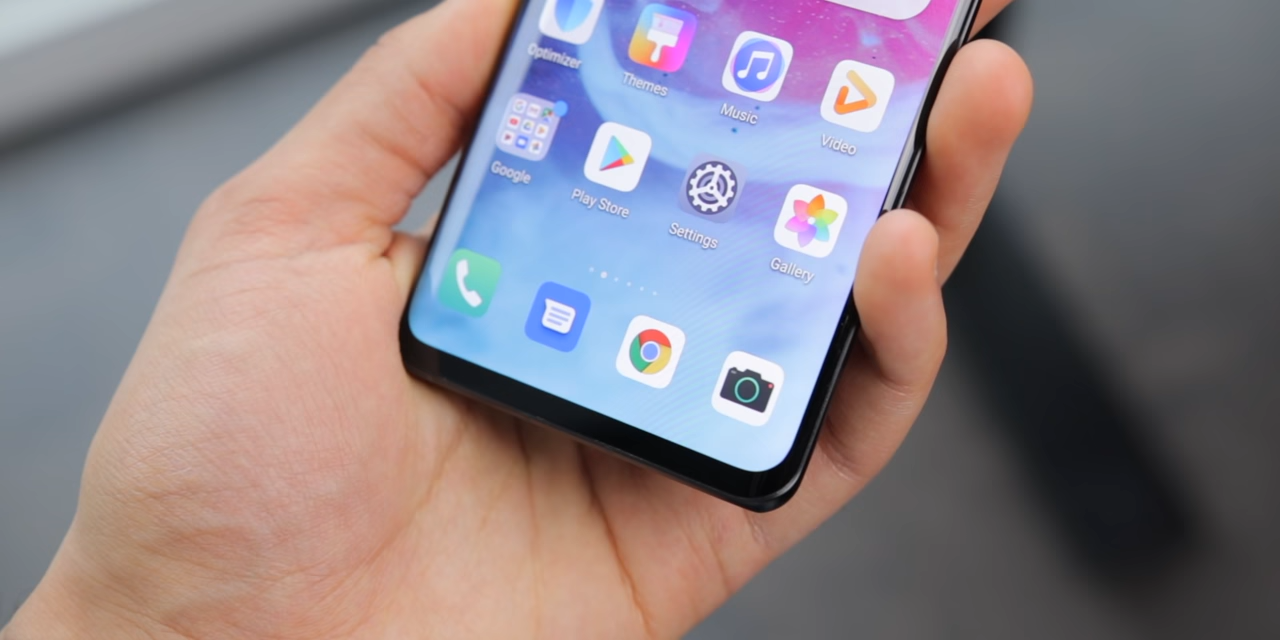 Optimizer
Themes
Music
Video
Google
Play Store
Settings
Gallery